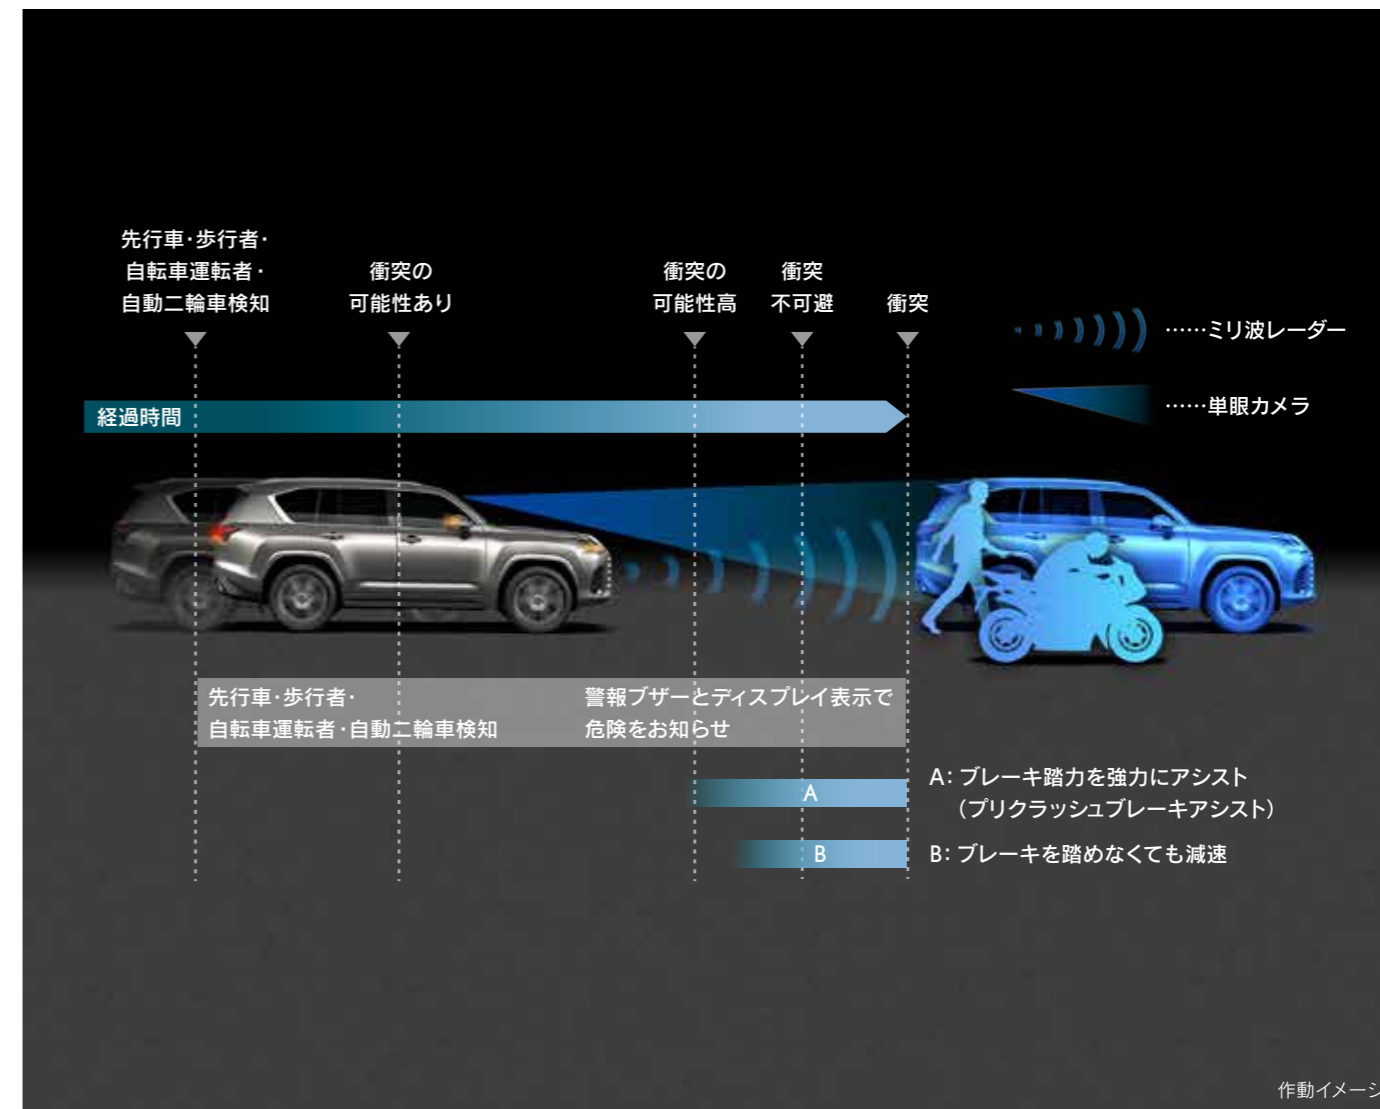 先行車・歩行者・
自転車運転者・
自動二輪車検知
衝突の
可能性あり
衝突の
可能性高
衝突
不可避
衝突
……ミリ波レーダー
……単眼カメラ
経過時間
先行車・歩行者・
自転車運転者・自動二輪車検知
警報ブザーとディスプレイ表示で
危険をお知らせ
A
A：ブレーキ踏力を強力にアシスト
（プリクラッシュブレーキアシスト）
B
B：ブレーキを踏めなくても減速
作動イメージ